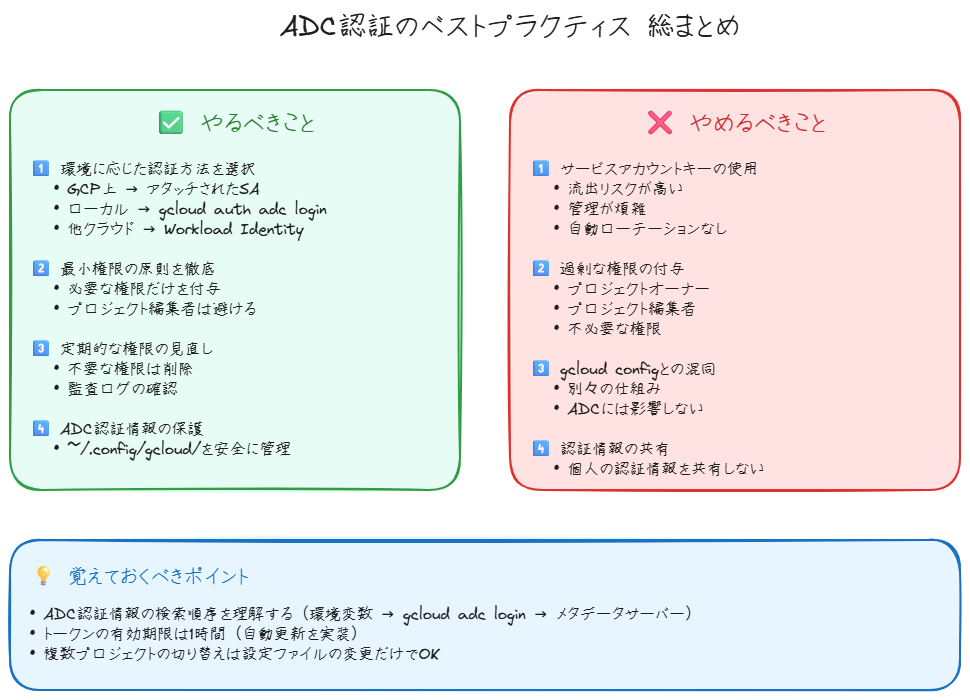 ADC認証のベストプラクティス 総まとめ
✅ やるべきこと
1️⃣ 環境に応じた認証方法を選択
• GCP上 → アタッチされたSA
• ローカル → gcloud auth adc login
• 他クラウド → Workload Identity
2️⃣ 最小権限の原則を徹底
• 必要な権限だけを付与
• プロジェクト編集者は避ける
3️⃣ 定期的な権限の見直し
• 不要な権限は削除
• 監査ログの確認
4️⃣ ADC認証情報の保護
• ~/.config/gcloud/を安全に管理
❌ やめるべきこと
1️⃣ サービスアカウントキーの使用
• 流出リスクが高い
• 管理が煩雑
• 自動ローテーションなし
2️⃣ 過剰な権限の付与
• プロジェクトオーナー
• プロジェクト編集者
• 不必要な権限
3️⃣ gcloud configとの混同
• 別々の仕組み
• ADCには影響しない
4️⃣ 認証情報の共有
• 個人の認証情報を共有しない
💡 覚えておくべきポイント
• ADC認証情報の検索順序を理解する（環境変数 → gcloud adc login → メタデータサーバー）
• トークンの有効期限は1時間（自動更新を実装）
• 複数プロジェクトの切り替えは設定ファイルの変更だけでOK